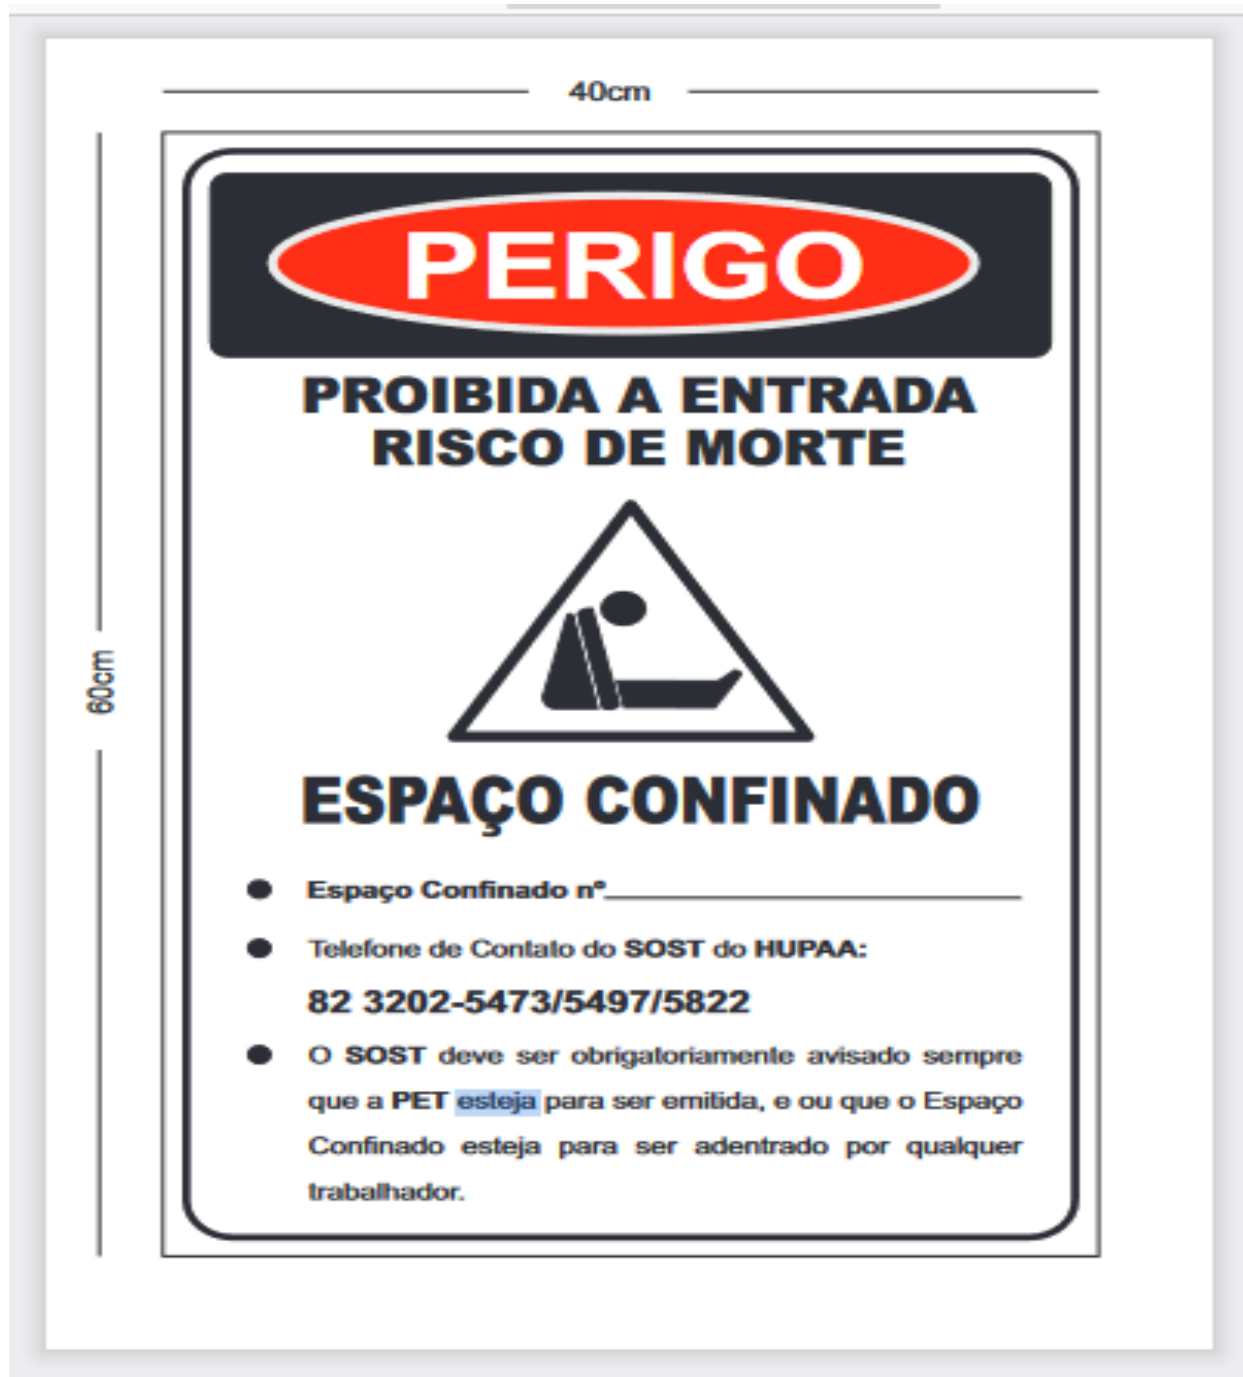 40cm
60cm
PERIGO
PROIBIDA A ENTRADA
RISCO DE MORTE
ESPAÇO CONFINADO
Espaço Confinado nº
Telefone de Contato do SOST do HUPAA:
82 3202-5473/5497/5822
O SOST deve ser obrigatoriamente avisado sempre
que a PET esteja para ser emitida, e ou que o Espaço
Confinado esteja para ser adentrado por qualquer
trabalhador.